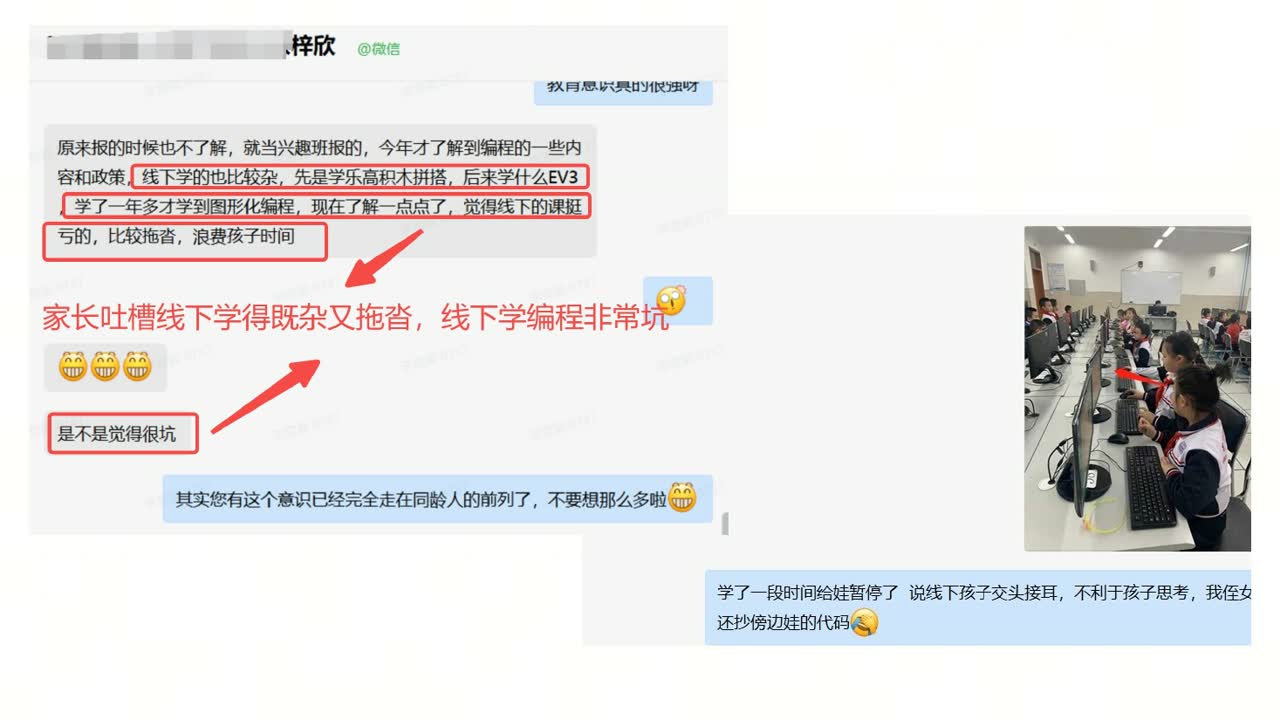 梓欣 @微信
教育意识真的很强呀
原来报的时候也不了解，就当兴趣班报的，今年才了解到编程的一些内
容和政策，线下学的也比较杂，先是学乐高积木拼搭，后来学什么EV3
，学了一年多才学到图形化编程，现在了解一点点了，觉得线下的课挺
亏的，比较拖沓，浪费孩子时间
家长吐槽线下学得既杂又拖沓，线下学编程非常坑
是不是觉得很坑
其实您有这个意识已经完全走在同龄人的前列了，不要想那么多啦
学了一段时间给娃暂停了 说线下孩子交头接耳，不利于孩子思考，我侄女
还抄傍边娃的代码